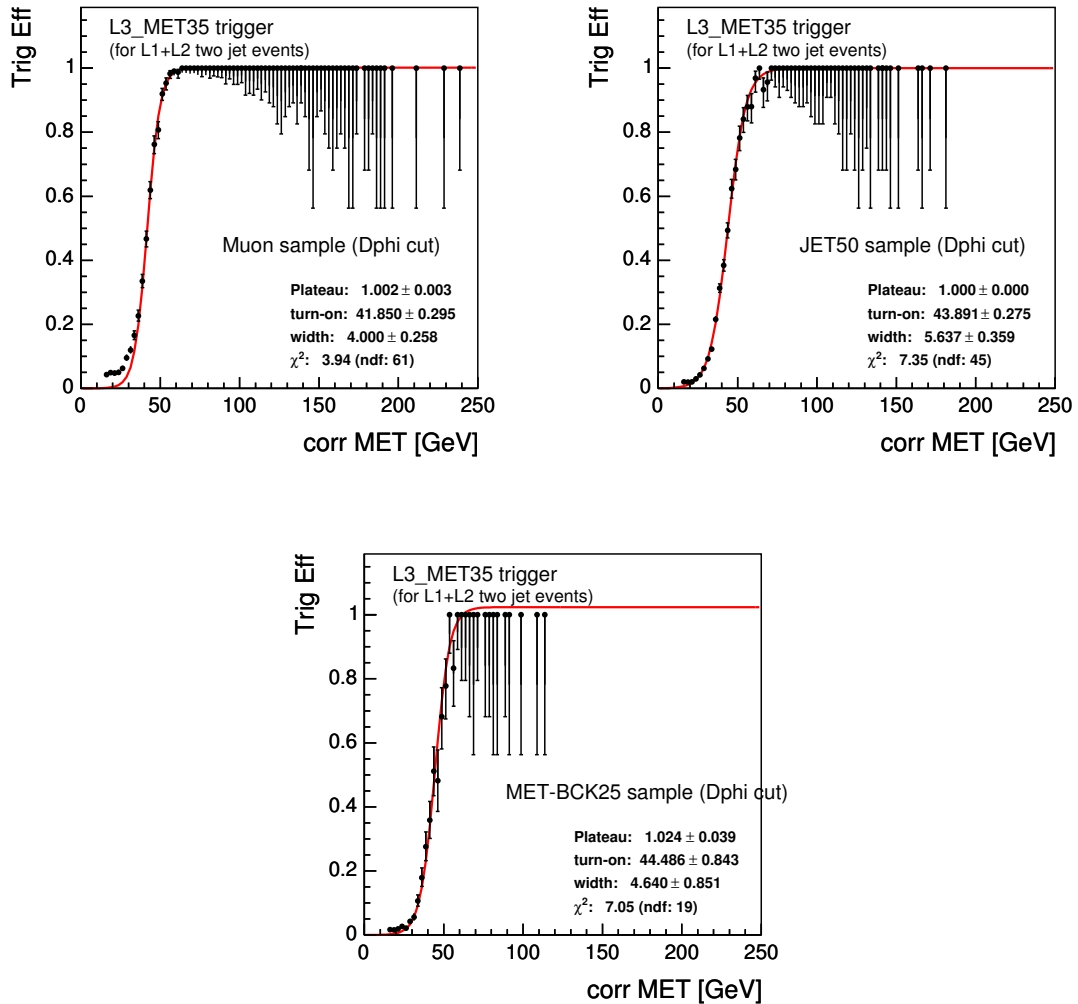 L3_MET35 trigger
(for L1+L2 two jet events)
Trig Eff
1
0.8
0.6
0.4
0.2
0
Muon sample (Dphi cut)
Plateau: 1.002 ± 0.003
turn-on: 41.850 ± 0.295
width: 4.000 ± 0.258
χ²: 3.94 (ndf: 61)
0 50 100 150 200 250
corr MET [GeV]
L3_MET35 trigger
(for L1+L2 two jet events)
Trig Eff
1
0.8
0.6
0.4
0.2
0
JET50 sample (Dphi cut)
Plateau: 1.000 ± 0.000
turn-on: 43.891 ± 0.275
width: 5.637 ± 0.359
χ²: 7.35 (ndf: 45)
0 50 100 150 200 250
corr MET [GeV]
L3_MET35 trigger
(for L1+L2 two jet events)
Trig Eff
1
0.8
0.6
0.4
0.2
0
MET-BCK25 sample (Dphi cut)
Plateau: 1.024 ± 0.039
turn-on: 44.486 ± 0.843
width: 4.640 ± 0.851
χ²: 7.05 (ndf: 19)
0 50 100 150 200 250
corr MET [GeV]